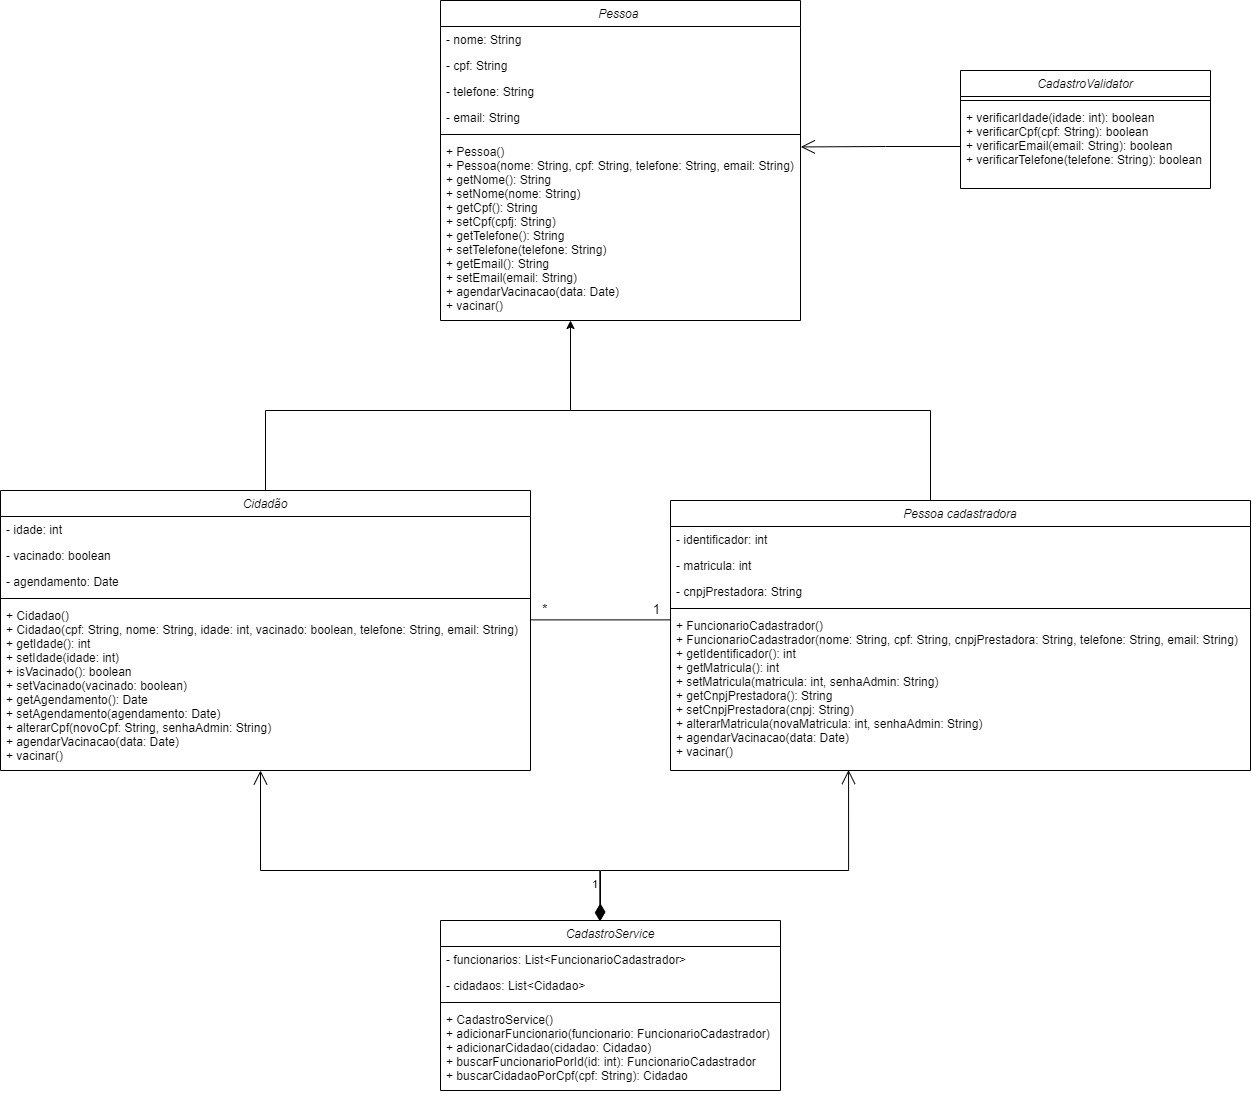 Pessoa
- nome: String
- cpf: String
- telefone: String
- email: String
+ Pessoa()
+ Pessoa(nome: String, cpf: String, telefone: String, email: String)
+ getNome(): String
+ setNome(nome: String)
+ getCpf(): String
+ setCpf(cpfj: String)
+ getTelefone(): String
+ setTelefone(telefone: String)
+ getEmail(): String
+ setEmail(email: String)
+ agendarVacinacao(data: Date)
+ vacinar()
CadastroValidator
+ verificarIdade(idade: int): boolean
+ verificarCpf(cpf: String): boolean
+ verificarEmail(email: String): boolean
+ verificarTelefone(telefone: String): boolean
Cidadão
- idade: int
- vacinado: boolean
- agendamento: Date
+ Cidadao()
+ Cidadao(cpf: String, nome: String, idade: int, vacinado: boolean, telefone: String, email: String)
+ getIdade(): int
+ setIdade(idade: int)
+ isVacinado(): boolean
+ setVacinado(vacinado: boolean)
+ getAgendamento(): Date
+ setAgendamento(agendamento: Date)
+ alterarCpf(novoCpf: String, senhaAdmin: String)
+ agendarVacinacao(data: Date)
+ vacinar()
* 1
Pessoa cadastradora
- identificador: int
- matricula: int
- cnpjPrestadora: String
+ FuncionarioCadastrador()
+ FuncionarioCadastrador(nome: String, cpf: String, cnpjPrestadora: String, telefone: String, email: String)
+ getIdentificador(): int
+ getMatricula(): int
+ setMatricula(matricula: int, senhaAdmin: String)
+ getCnpjPrestadora(): String
+ setCnpjPrestadora(cnpj: String)
+ alterarMatricula(novaMatricula: int, senhaAdmin: String)
+ agendarVacinacao(data: Date)
+ vacinar()
1
CadastroService
- funcionarios: List<FuncionarioCadastrador>
- cidadaos: List<Cidadao>
+ CadastroService()
+ adicionarFuncionario(funcionario: FuncionarioCadastrador)
+ adicionarCidadao(cidadao: Cidadao)
+ buscarFuncionarioPorId(id: int): FuncionarioCadastrador
+ buscarCidadaoPorCpf(cpf: String): Cidadao